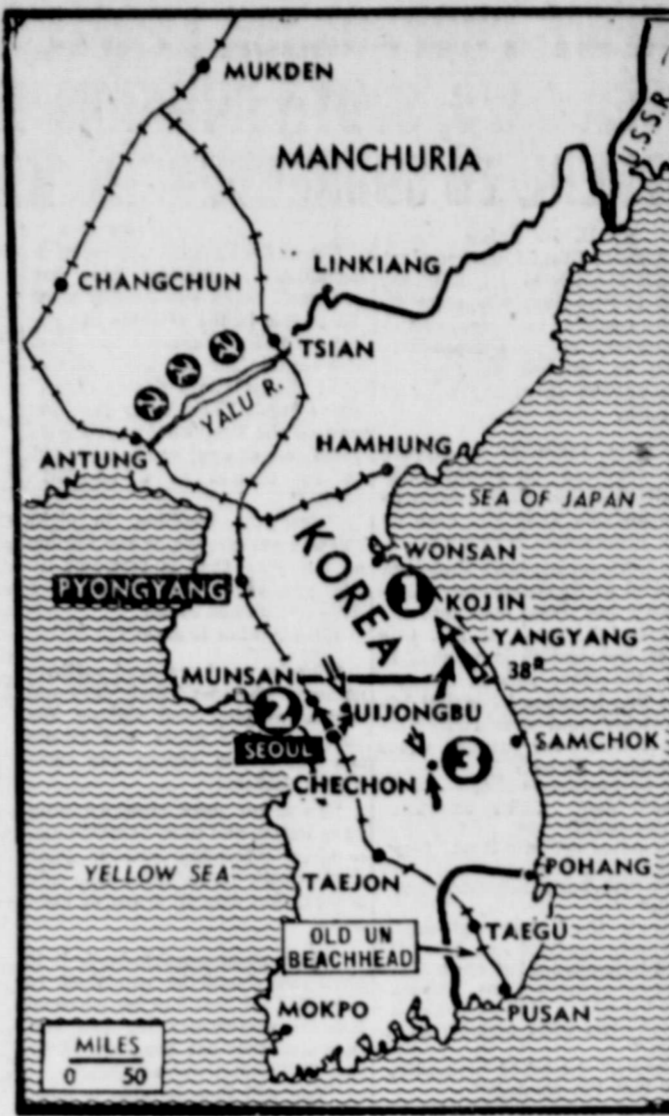 MUKDEN
U.S.S.R.
MANCHURIA
LINKIANG
CHANGCHUN
TSIAN
YALU R.
ANTUNG
HAMHUNG
SEA OF JAPAN
WONSAN
KOREA
PYONGYANG
1
KOJIN
YANGYANG
38°
MUNSAN
2
SUIJONGBU
SEOUL
SAMCHOK
3
CHECHON
YELLOW SEA
TAEJON
POHANG
OLD UN
BEACHHEAD
TAEGU
PUSAN
MOKPO
MILES
0 50